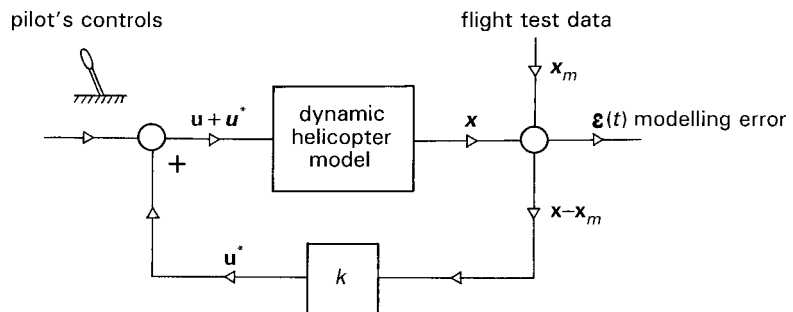 pilot's controls
flight test data
x_m
u + u*
dynamic
helicopter
model
x
ε(t) modelling error
+
x–x_m
u*
k